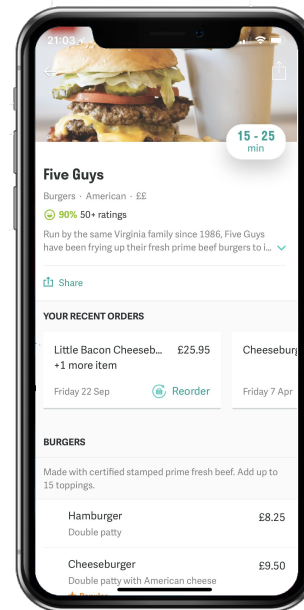 21:03
15 - 25
min
Five Guys
Burgers · American · ££
90% 50+ ratings
Run by the same Virginia family since 1986, Five Guys
have been frying up their fresh prime beef burgers to i...
Share
YOUR RECENT ORDERS
Little Bacon Cheeseb... £25.95
+1 more item
Friday 22 Sep Reorder
Cheeseburg
Friday 7 Apr
BURGERS
Made with certified stamped prime fresh beef. Add up to
15 toppings.
Hamburger £8.25
Double patty
Cheeseburger £9.50
Double patty with American cheese